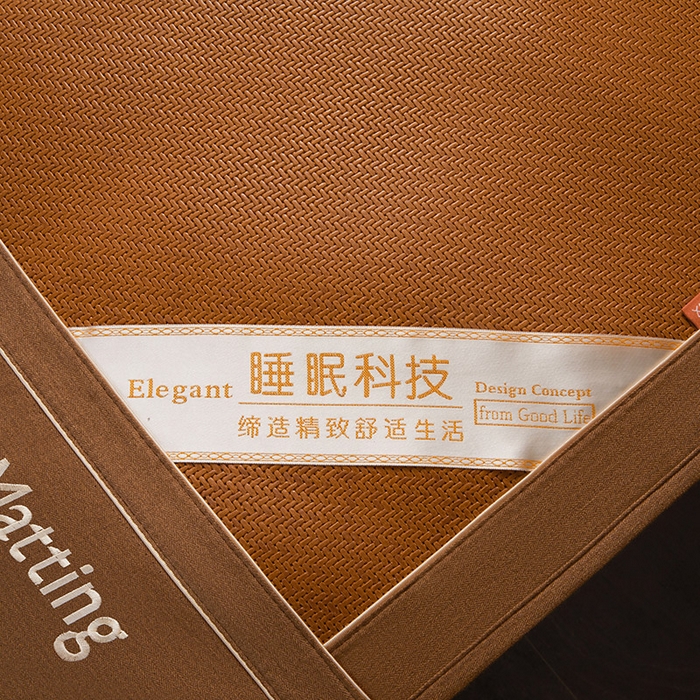 Elegant
睡眠科技
缔造精致舒适生活
Design Concept
from Good Life
Matting